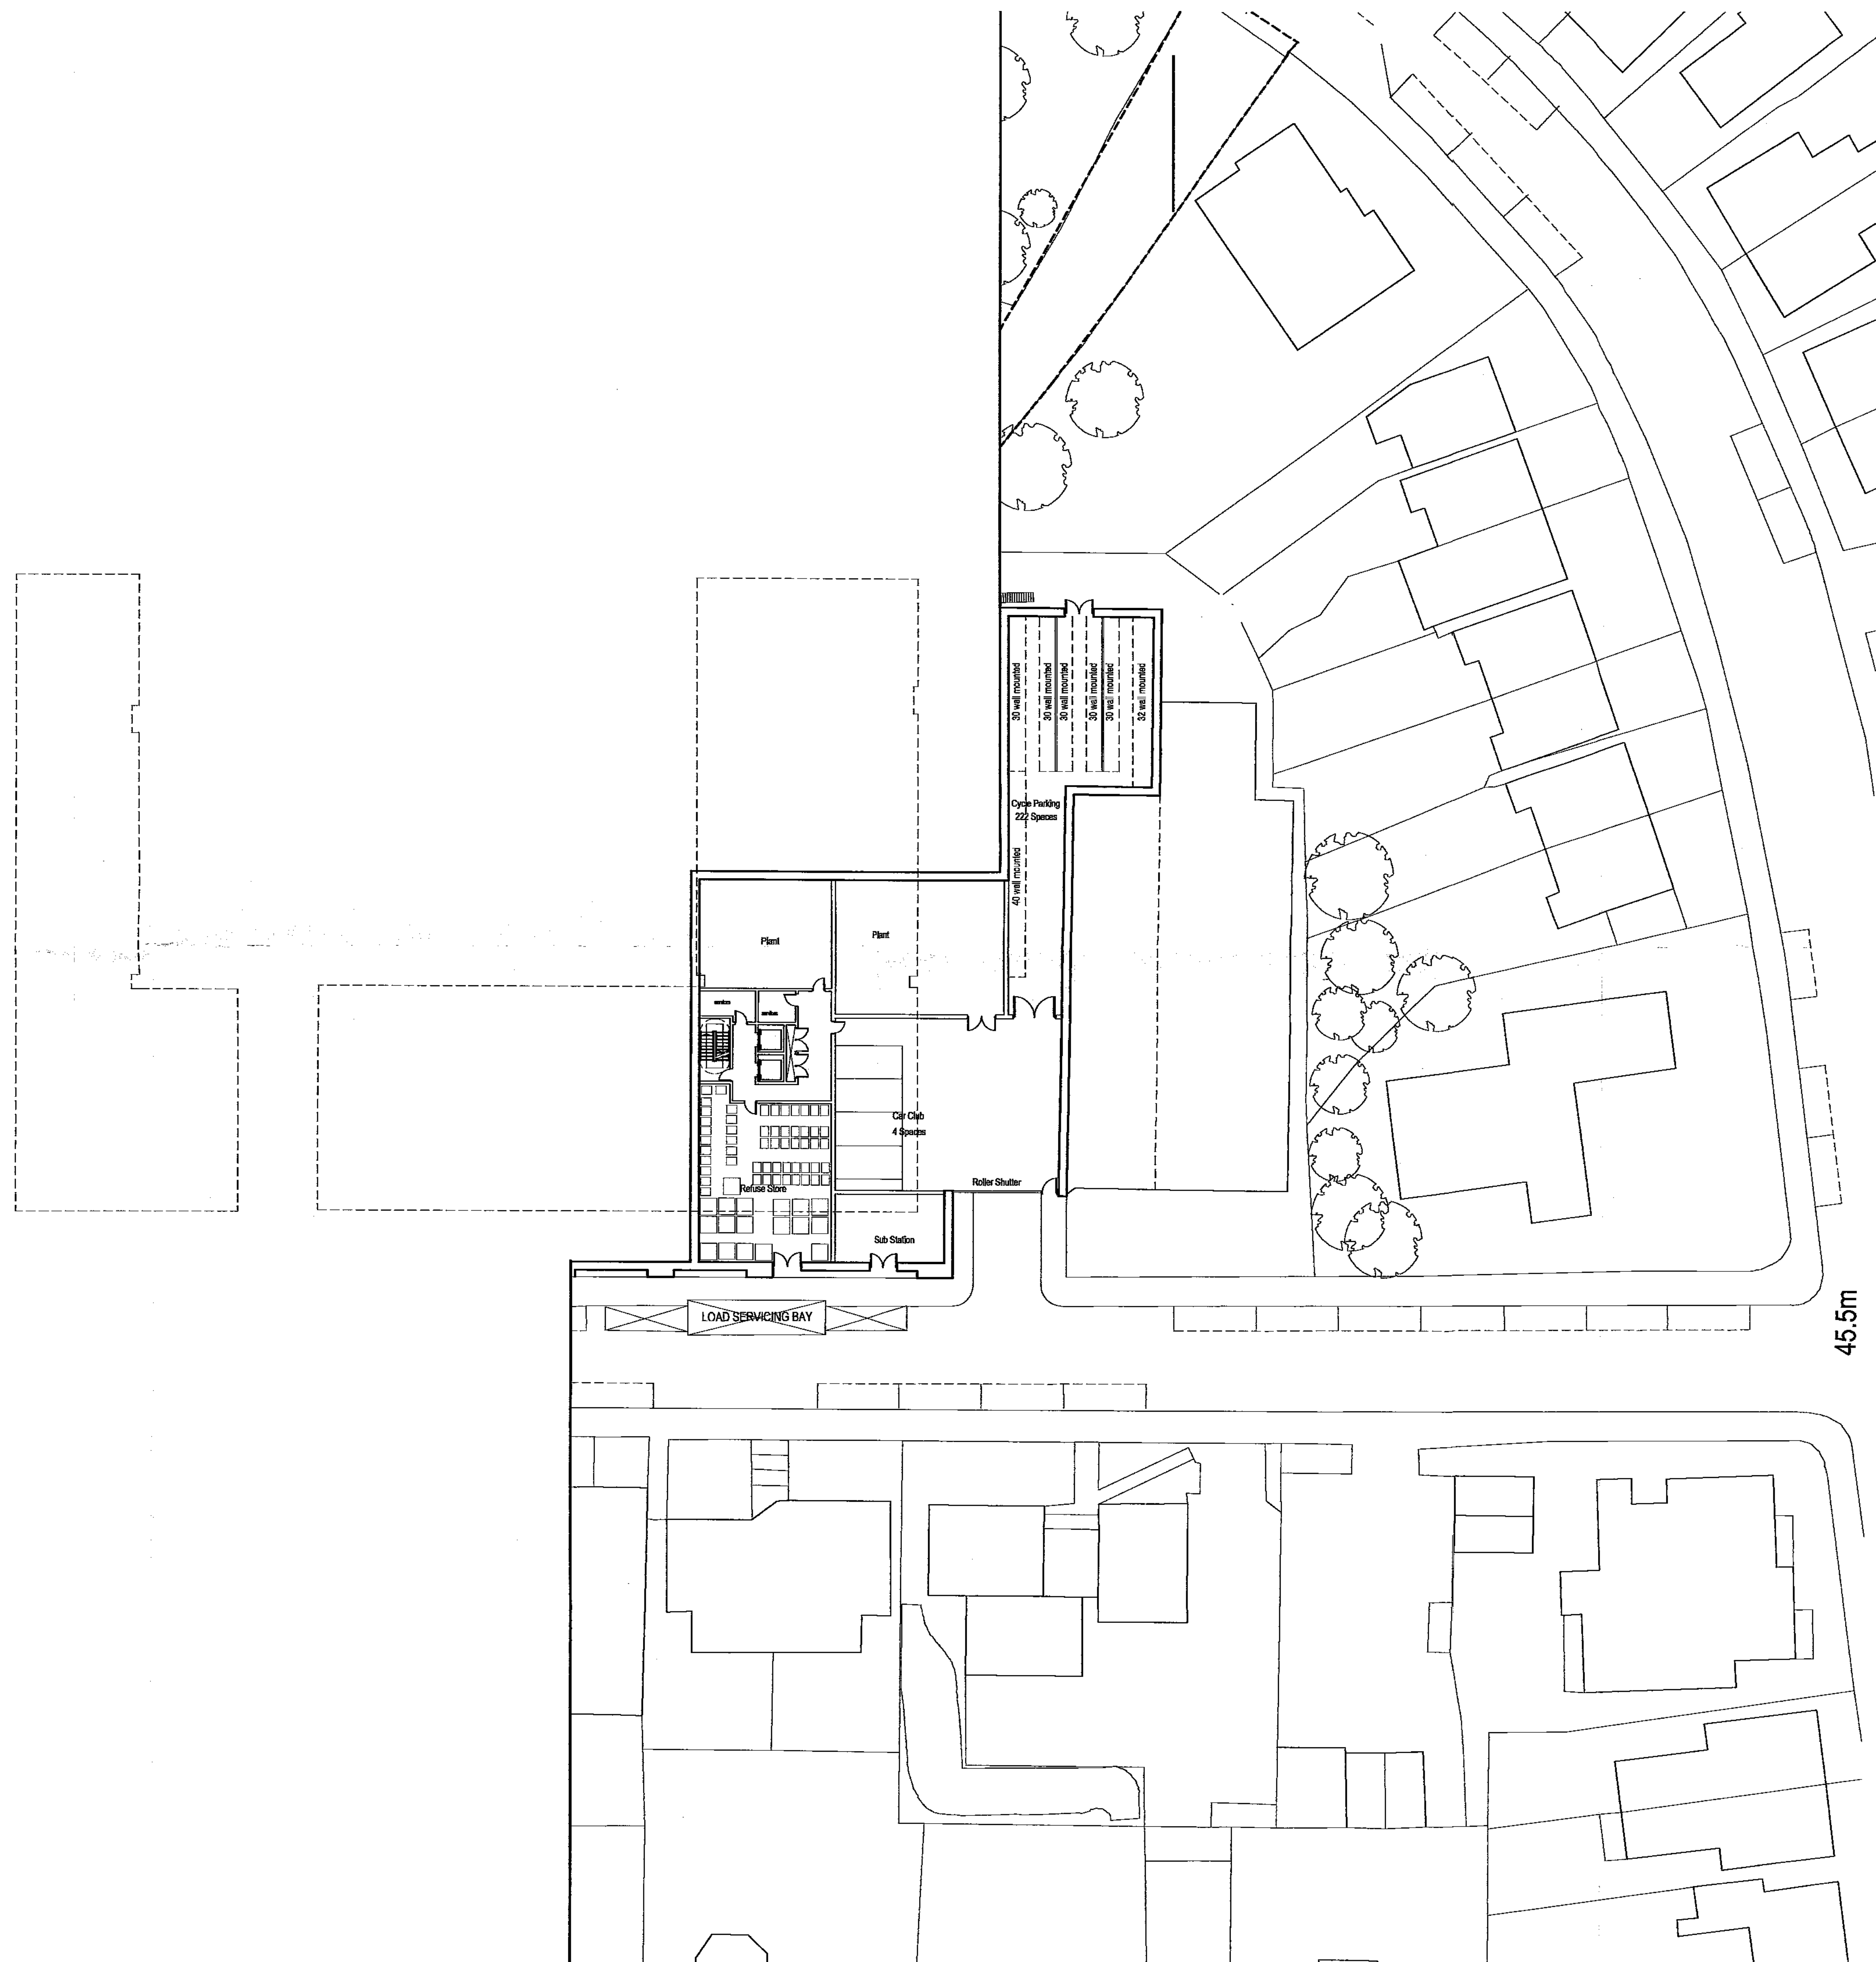 30 wall mounted
30 wall mounted
30 wall mounted
30 wall mounted
30 wall mounted
32 wall mounted
Cycle Parking
222 Spaces
40 wall mounted
Plant
Plant
Car Club
4 Spaces
Roller Shutter
Refuse Store
Sub Station
LOAD SERVICING BAY
45.5m